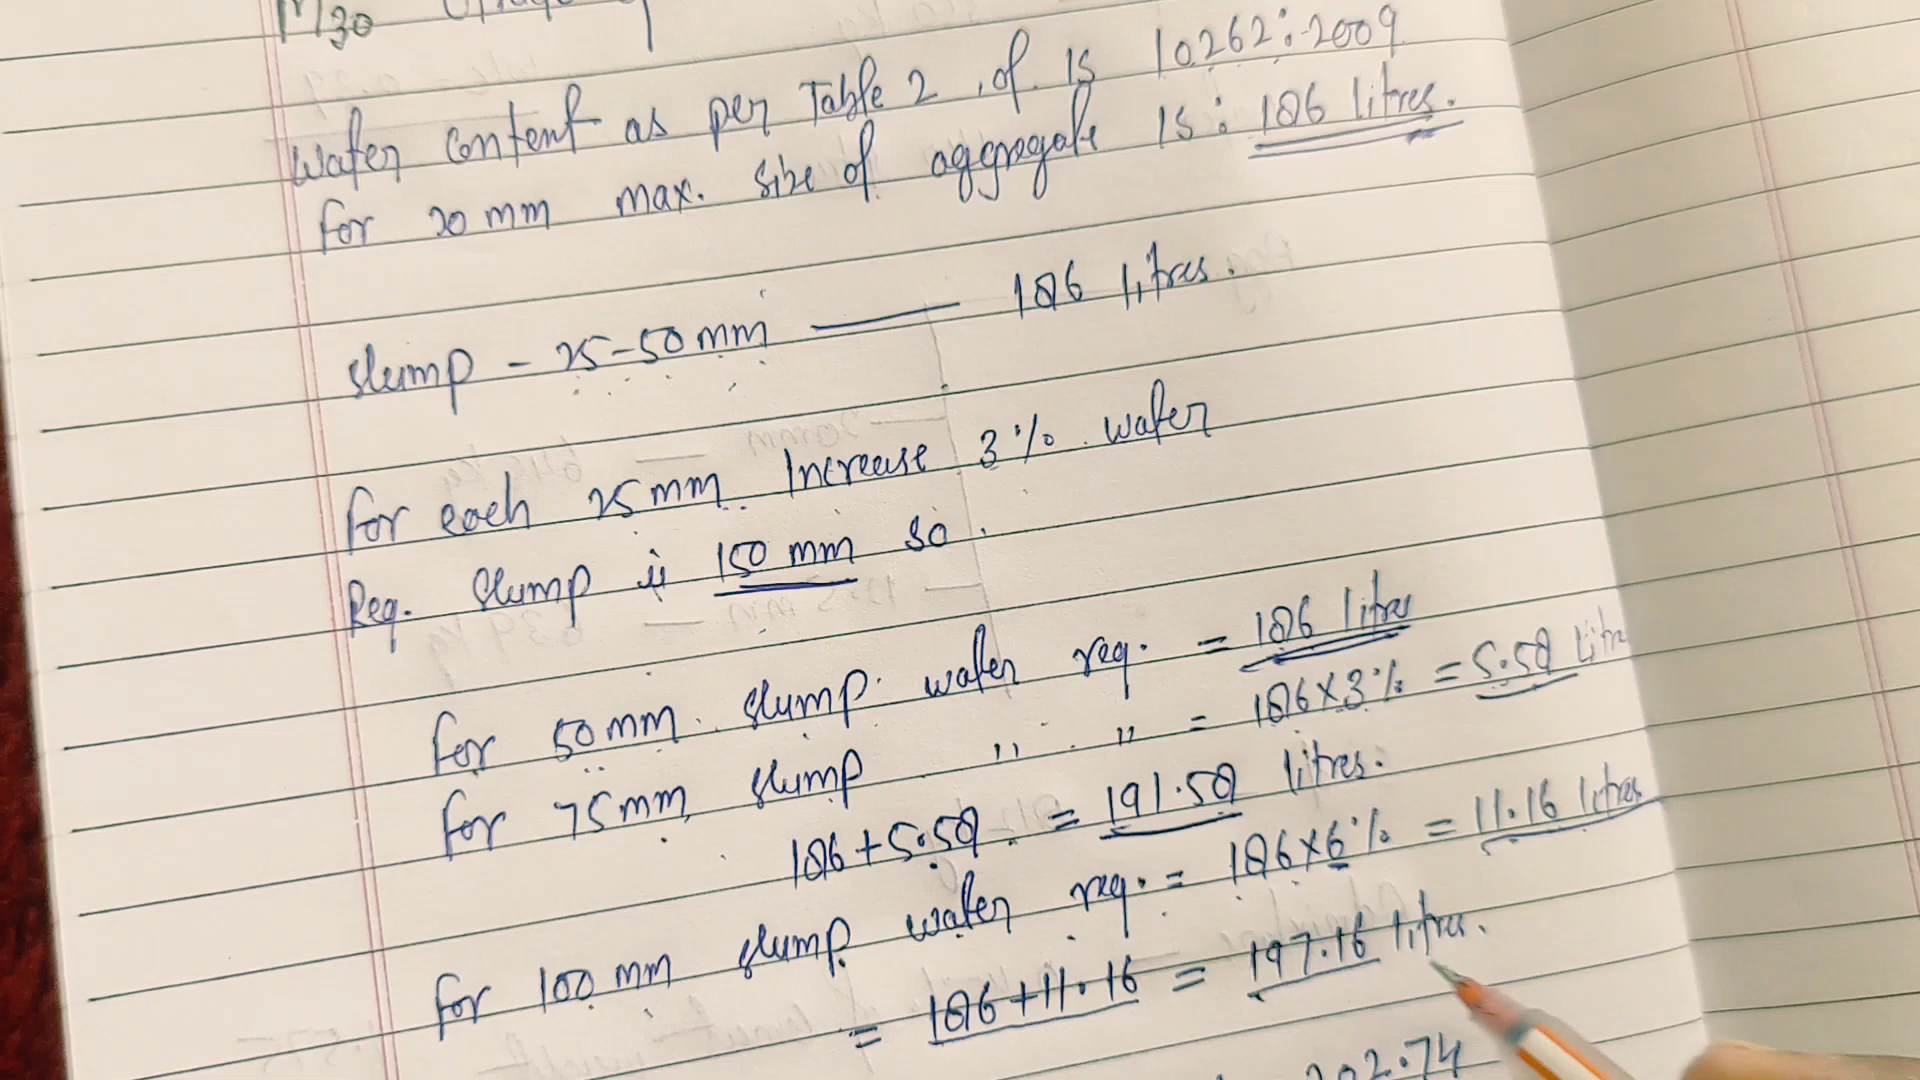 M30
Water content as per Table 2, of IS 10262:2009
for 20 mm max. size of aggregate is: 186 litres.
Slump - 25-50 mm — 186 litres.
for each 25 mm Increase 3% water
Req. Slump is 150 mm so.
for 50 mm slump water req. = 186 litres
for 75 mm slump " " = 186×3% = 5.58 litre
186+5.58 = 191.58 litres.
for 100 mm slump water req. = 186×6% = 11.16 litres
= 186+11.16 = 197.16 litres.
202.74